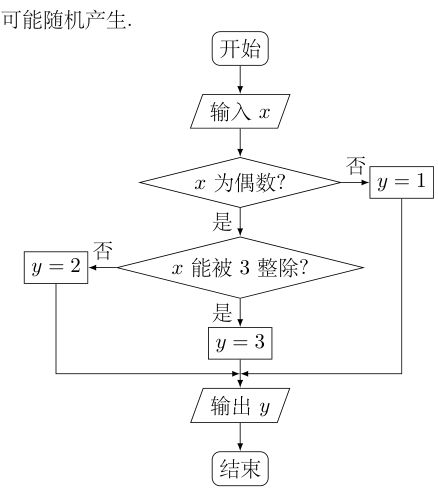 可能随机产生.
开始
输入 x
x 为偶数?
否
y = 1
是
x 能被 3 整除?
否
y = 2
是
y = 3
输出 y
结束